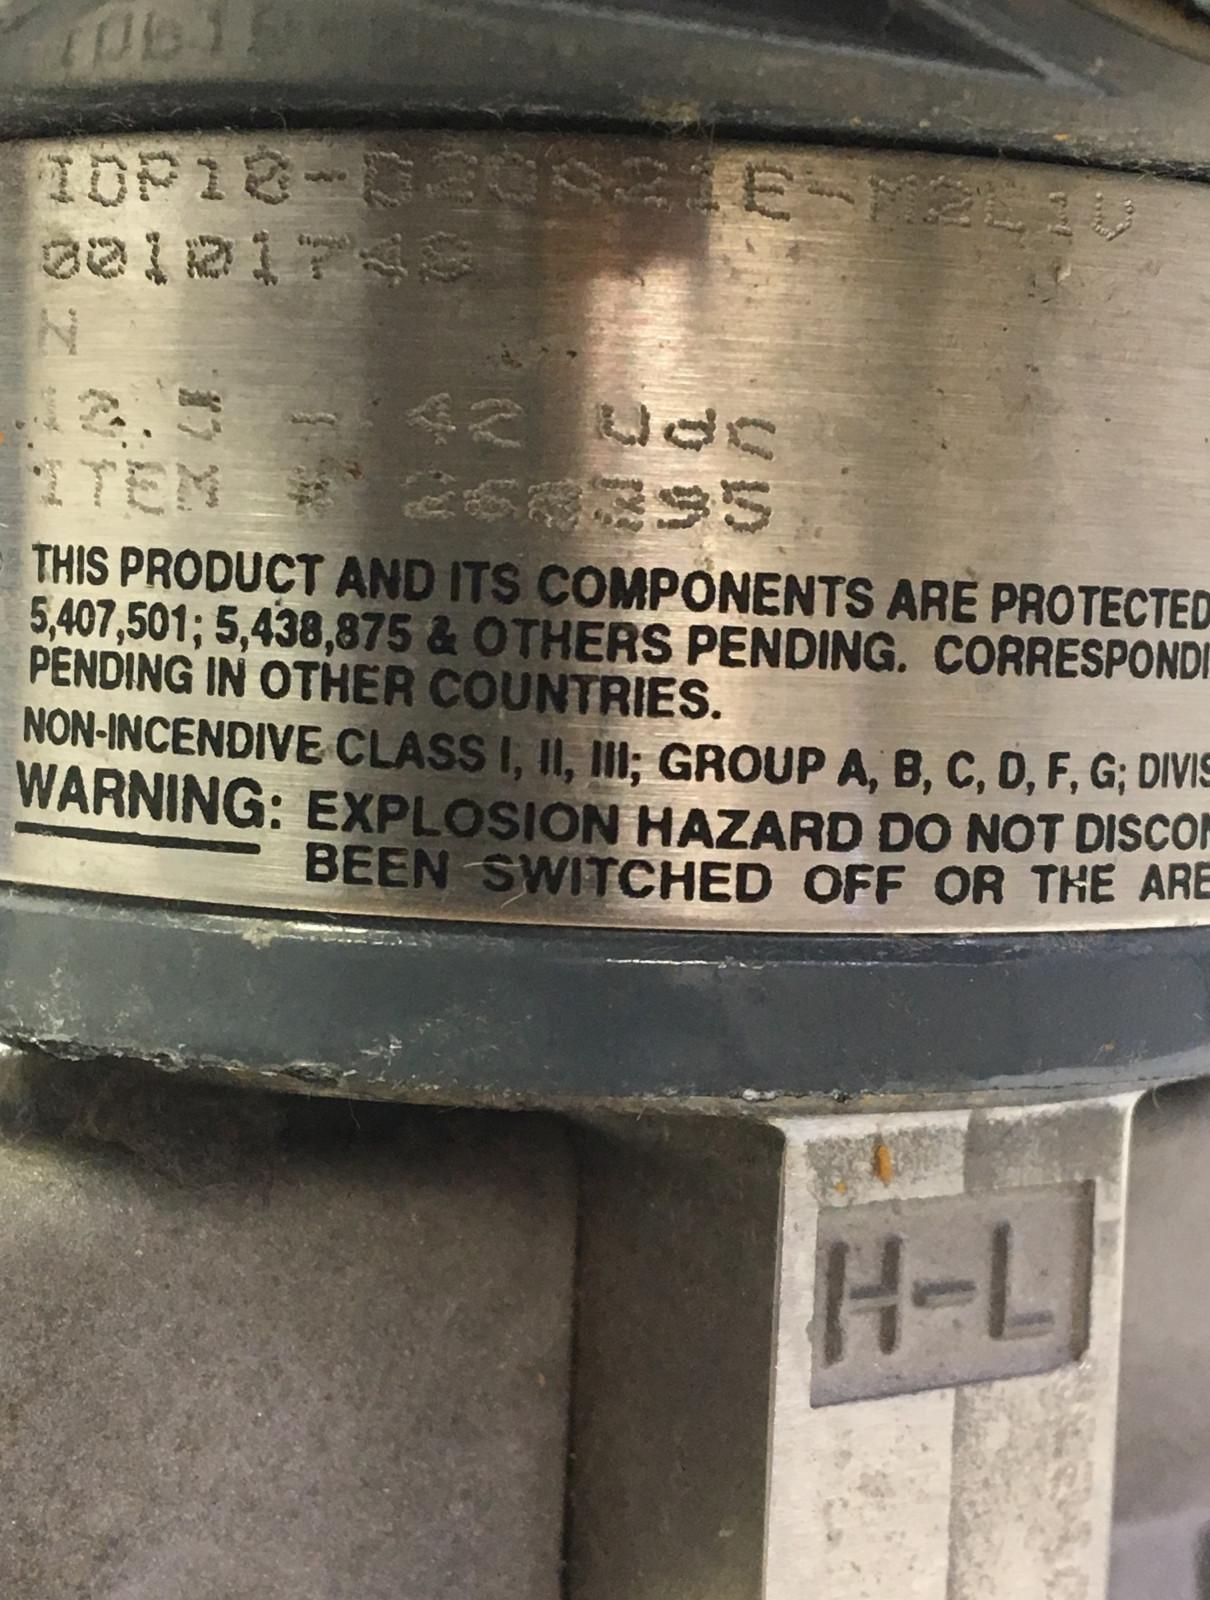 IDP10-D20A21E-M2L1V
00101746
N
12.5 - 42 Vdc
ITEM #
THIS PRODUCT AND ITS COMPONENTS ARE PROTECTED
5,407,501; 5,438,875 & OTHERS PENDING. CORRESPONDI
PENDING IN OTHER COUNTRIES.
NON-INCENDIVE CLASS I, II, III; GROUP A, B, C, D, F, G; DIVIS
WARNING: EXPLOSION HAZARD DO NOT DISCON
BEEN SWITCHED OFF OR THE ARE
H-L